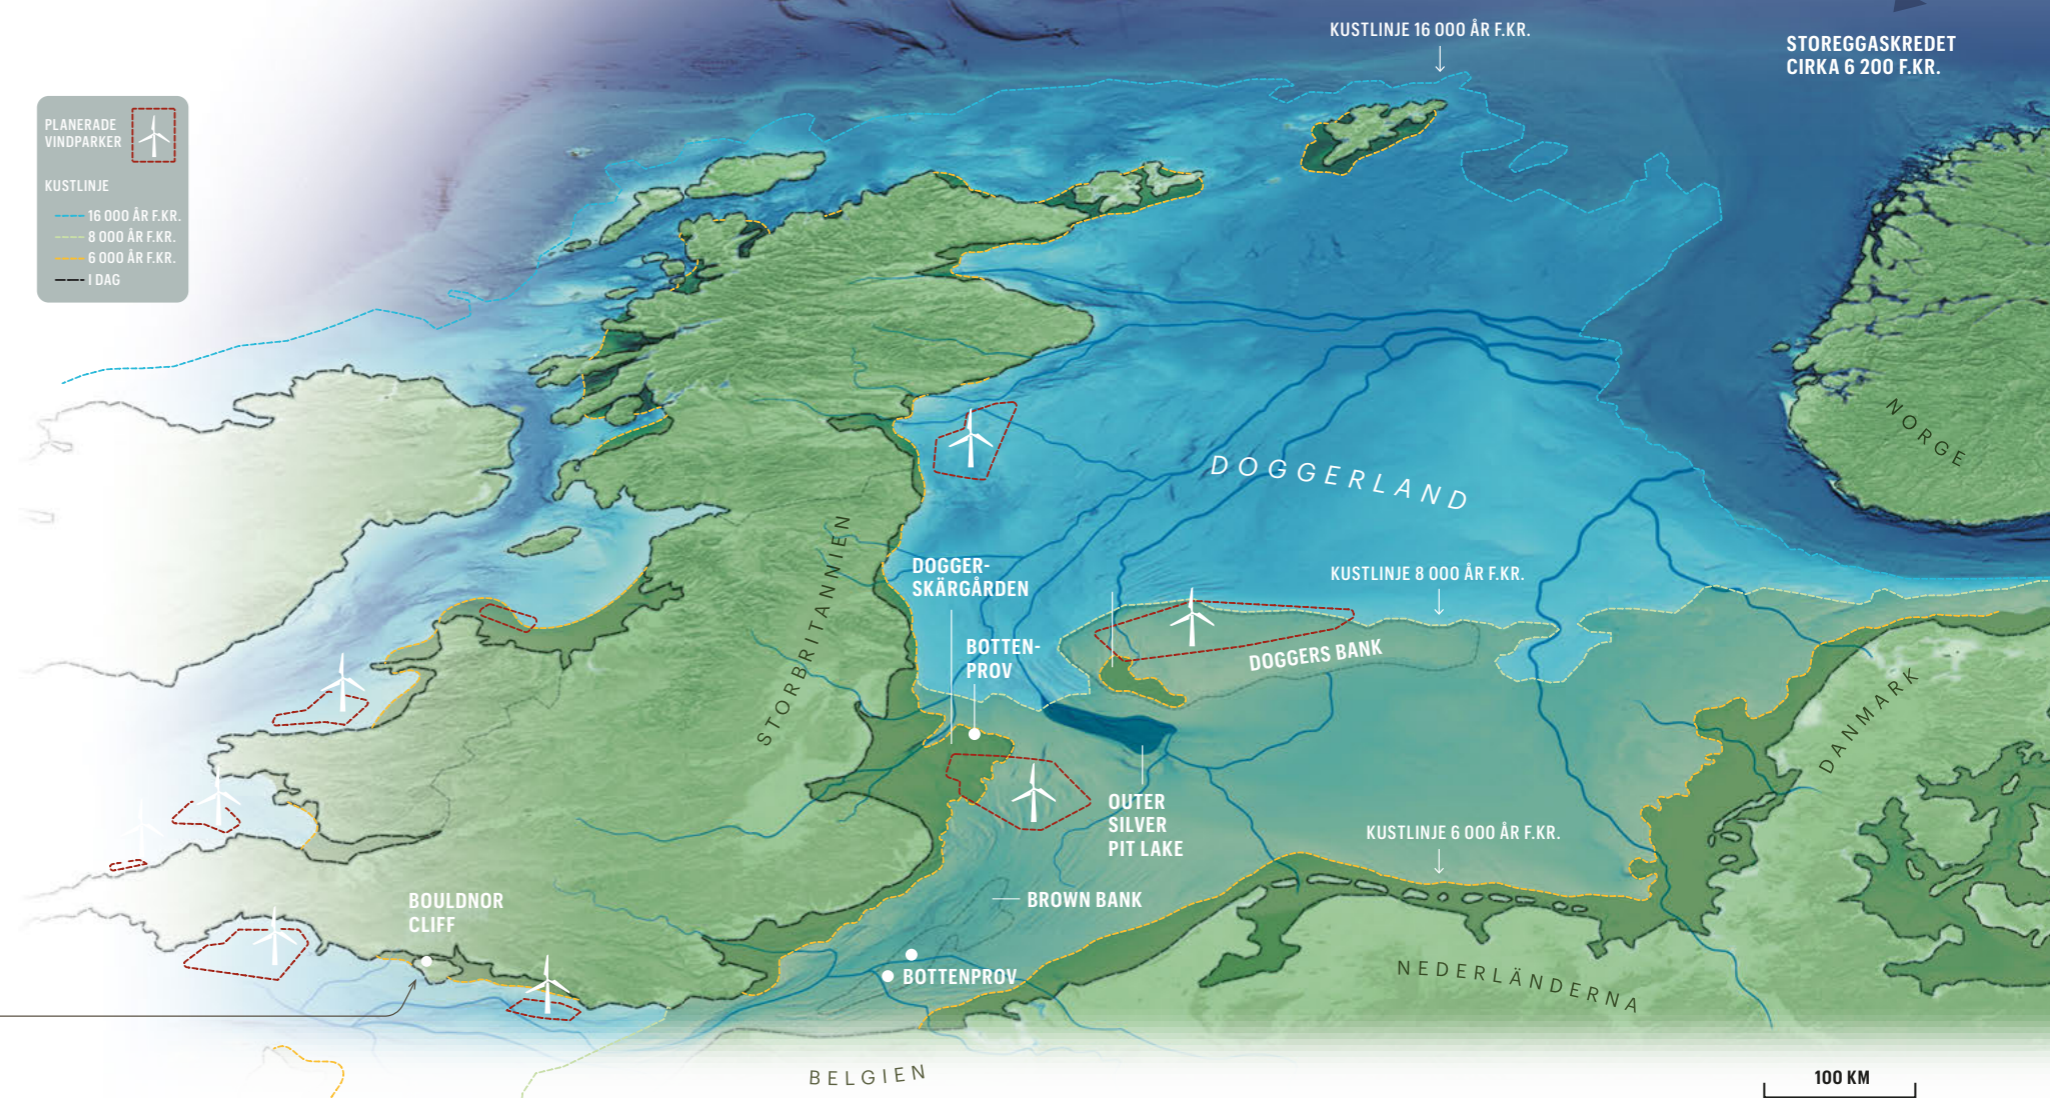 KUSTLINJE 16 000 ÅR F.KR.
STOREGGASKREDET
CIRKA 6 200 F.KR.
PLANERADE
VINDPARKER
KUSTLINJE
16 000 ÅR F.KR.
8 000 ÅR F.KR.
6 000 ÅR F.KR.
I DAG
NORGE
DOGGERLAND
STORBRITANNIEN
DOGGER-
SKÄRGÅRDEN
KUSTLINJE 8 000 ÅR F.KR.
BOTTEN-
PROV
DOGGERS BANK
DANMARK
OUTER
SILVER
PIT LAKE
KUSTLINJE 6 000 ÅR F.KR.
BOULDNOR
CLIFF
BROWN BANK
BOTTENPROV
NEDERLÄNDERNA
BELGIEN
100 KM